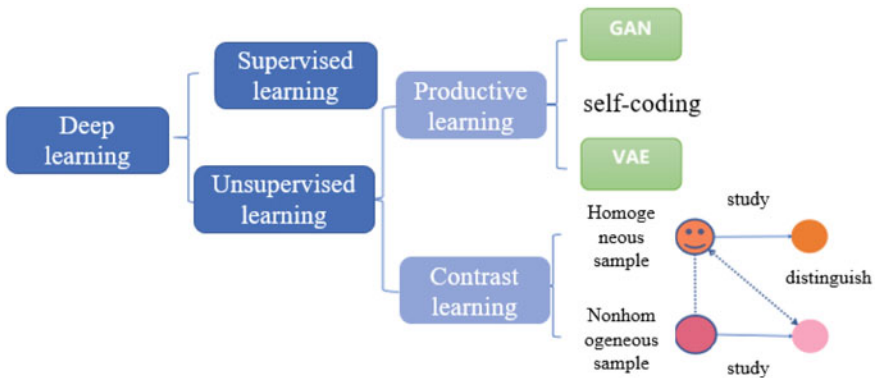 Deep
learning
Supervised
learning
Unsupervised
learning
Productive
learning
Contrast
learning
GAN
self-coding
VAE
Homoge
neous
sample
Nonhom
ogeneous
sample
study
distinguish
study